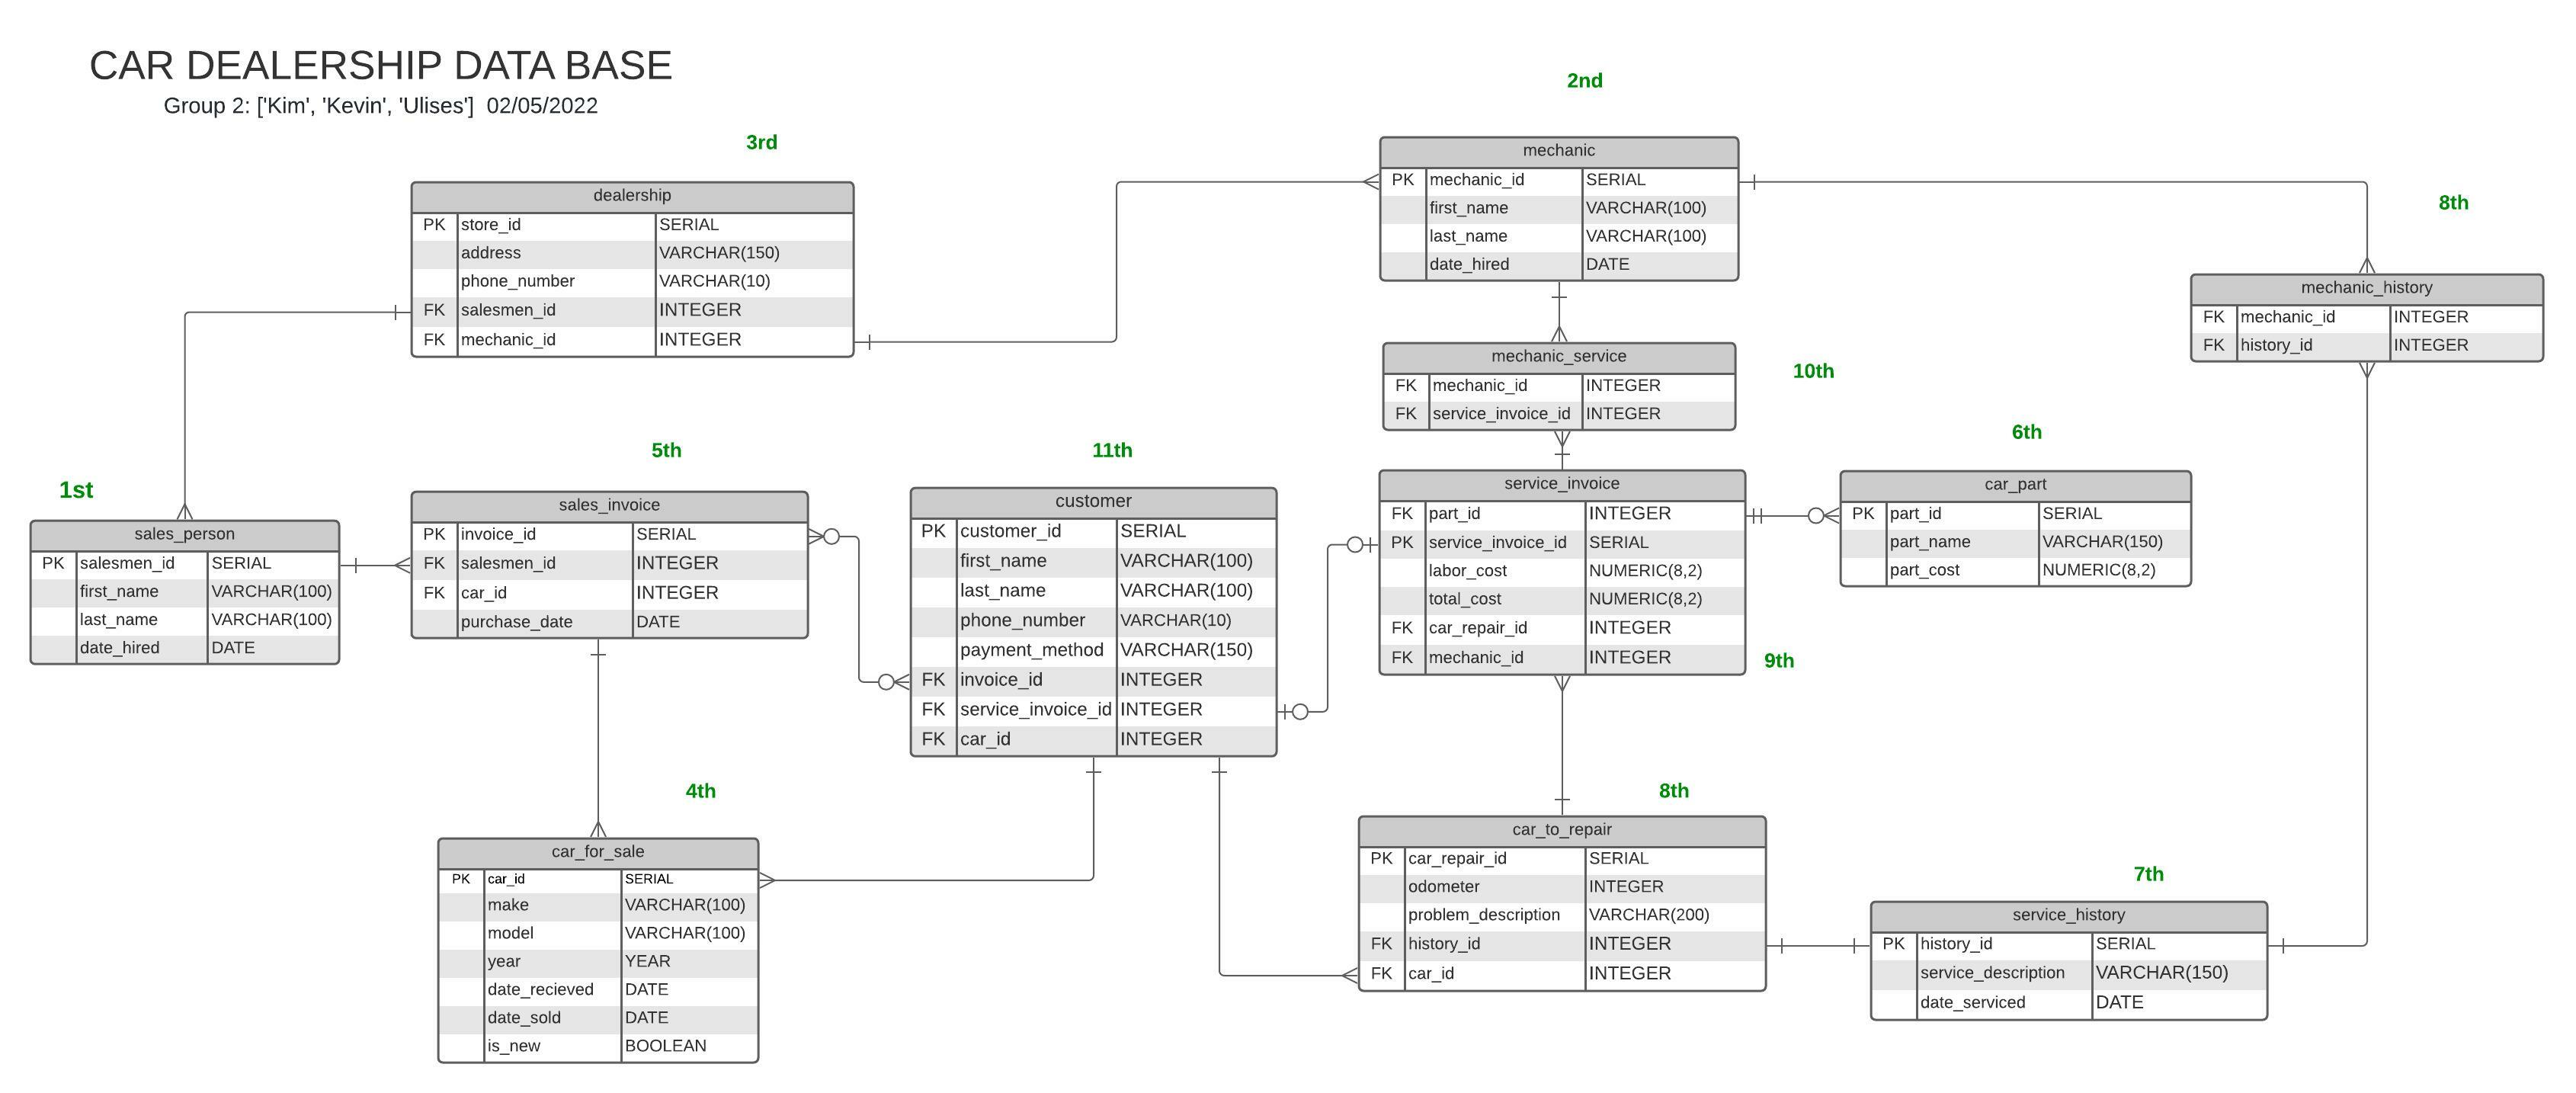 CAR DEALERSHIP DATA BASE
Group 2: ['Kim', 'Kevin', 'Ulises']  02/05/2022
3rd
dealership
PK store_id SERIAL
address VARCHAR(150)
phone_number VARCHAR(10)
FK salesmen_id INTEGER
FK mechanic_id INTEGER
2nd
mechanic
PK mechanic_id SERIAL
first_name VARCHAR(100)
last_name VARCHAR(100)
date_hired DATE
8th
mechanic_history
FK mechanic_id INTEGER
FK history_id INTEGER
mechanic_service
FK mechanic_id INTEGER
FK service_invoice_id INTEGER
10th
1st
sales_person
PK salesmen_id SERIAL
first_name VARCHAR(100)
last_name VARCHAR(100)
date_hired DATE
5th
sales_invoice
PK invoice_id SERIAL
FK salesmen_id INTEGER
FK car_id INTEGER
purchase_date DATE
11th
customer
PK customer_id SERIAL
first_name VARCHAR(100)
last_name VARCHAR(100)
phone_number VARCHAR(10)
payment_method VARCHAR(150)
FK invoice_id INTEGER
FK service_invoice_id INTEGER
FK car_id INTEGER
service_invoice
FK part_id INTEGER
PK service_invoice_id SERIAL
labor_cost NUMERIC(8,2)
total_cost NUMERIC(8,2)
FK car_repair_id INTEGER
FK mechanic_id INTEGER
9th
6th
car_part
PK part_id SERIAL
part_name VARCHAR(150)
part_cost NUMERIC(8,2)
4th
car_for_sale
PK car_id SERIAL
make VARCHAR(100)
model VARCHAR(100)
year YEAR
date_recieved DATE
date_sold DATE
is_new BOOLEAN
8th
car_to_repair
PK car_repair_id SERIAL
odometer INTEGER
problem_description VARCHAR(200)
FK history_id INTEGER
FK car_id INTEGER
7th
service_history
PK history_id SERIAL
service_description VARCHAR(150)
date_serviced DATE